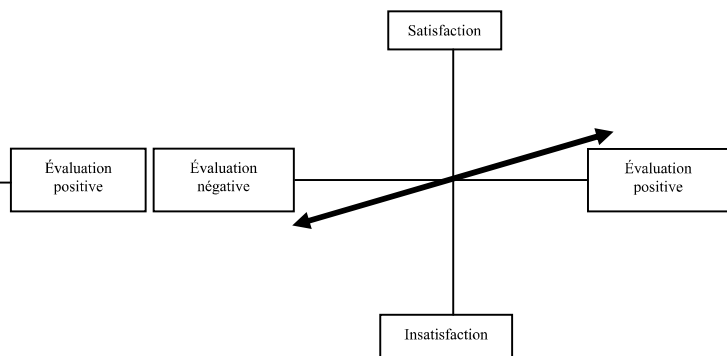 Satisfaction
Évaluation
positive
Évaluation
négative
Évaluation
positive
Insatisfaction